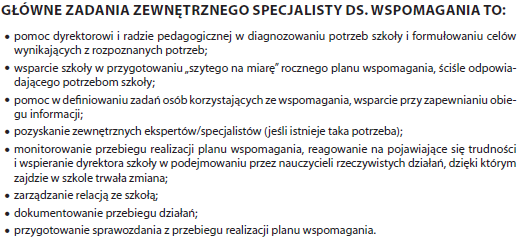 GŁÓWNE ZADANIA ZEWNĘTRZNEGO SPECJALISTY DS. WSPOMAGANIA TO:
• pomoc dyrektorowi i radzie pedagogicznej w diagnozowaniu potrzeb szkoły i formułowaniu celów
wynikających z rozpoznanych potrzeb;
• wsparcie szkoły w przygotowaniu „szytego na miarę” rocznego planu wspomagania, ściśle odpowia-
dającego potrzebom szkoły;
• pomoc w definiowaniu zadań osób korzystających ze wspomagania, wsparcie przy zapewnianiu obie-
gu informacji;
• pozyskanie zewnętrznych ekspertów/specjalistów (jeśli istnieje taka potrzeba);
• monitorowanie przebiegu realizacji planu wspomagania, reagowanie na pojawiające się trudności
i wspieranie dyrektora szkoły w podejmowaniu przez nauczycieli rzeczywistych działań, dzięki którym
zajdzie w szkole trwała zmiana;
• zarządzanie relacją ze szkołą;
• dokumentowanie przebiegu działań;
• przygotowanie sprawozdania z przebiegu realizacji planu wspomagania.